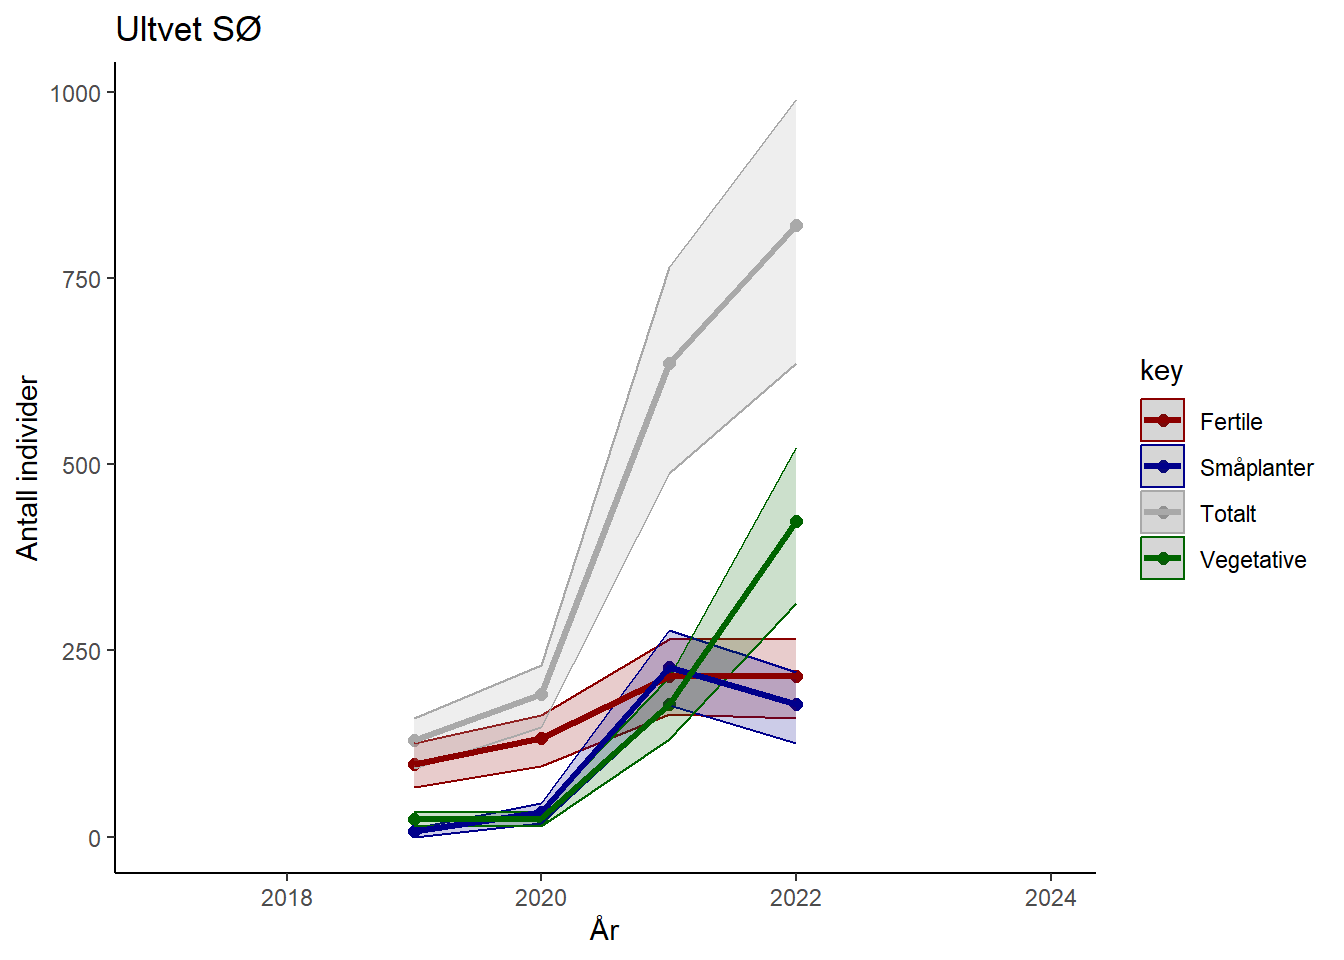 Ultvet SØ
Antall individer
1000
750
500
250
0
2018
2020
2022
2024
År
key
Fertile
Småplanter
Totalt
Vegetative